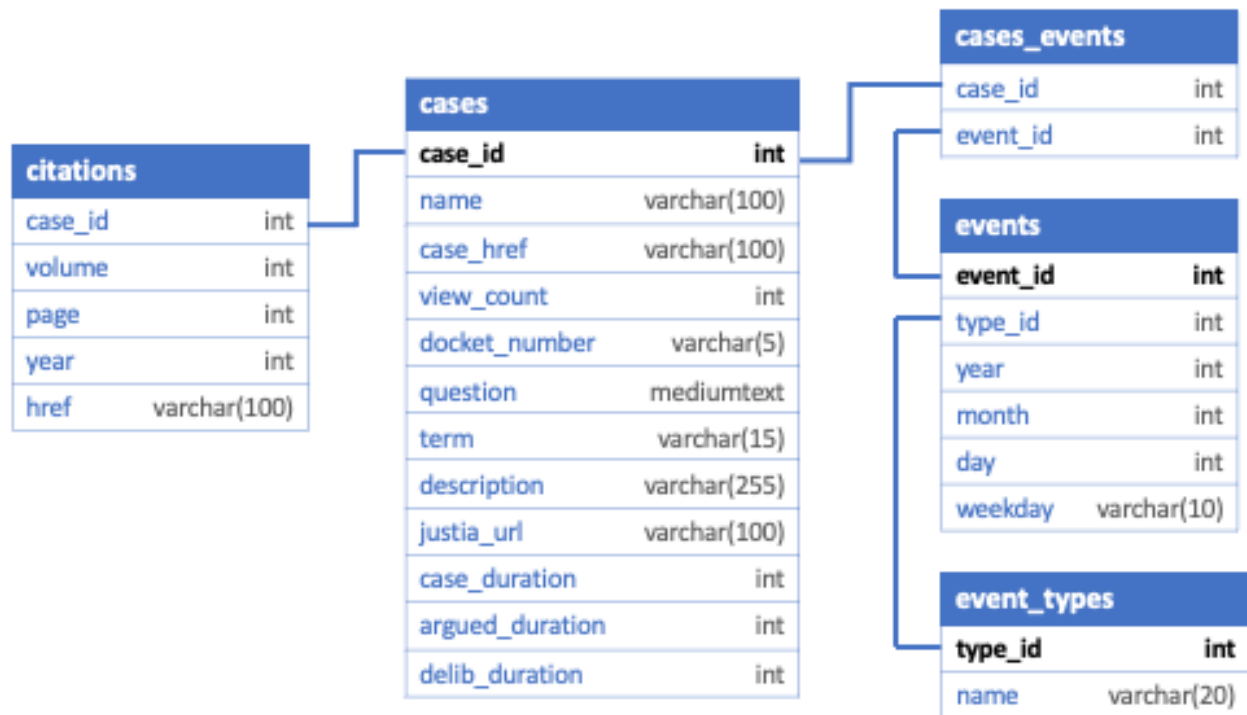 citations
case_id int
volume int
page int
year int
href varchar(100)
cases
case_id int
name varchar(100)
case_href varchar(100)
view_count int
docket_number varchar(5)
question mediumtext
term varchar(15)
description varchar(255)
justia_url varchar(100)
case_duration int
argued_duration int
delib_duration int
cases_events
case_id int
event_id int
events
event_id int
type_id int
year int
month int
day int
weekday varchar(10)
event_types
type_id int
name varchar(20)